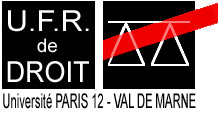 U.F.R.
de
DROIT
Université PARIS 12 - VAL DE MARNE